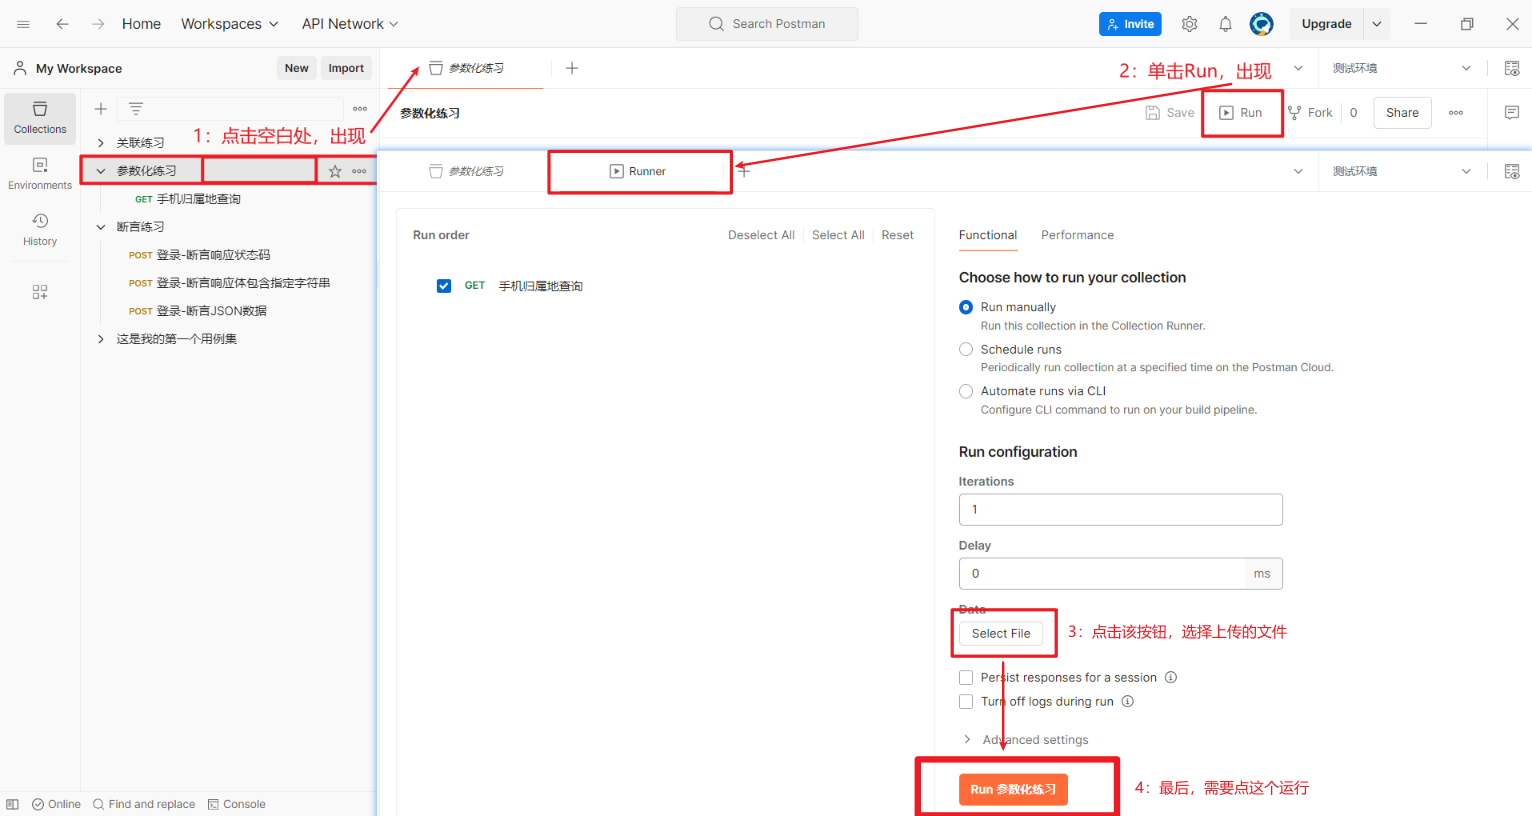 Home Workspaces API Network Search Postman Invite Upgrade
My Workspace New Import 参数化练习 2：单击Run，出现 测试环境
Collections
关联练习 1：点击空白处，出现
参数化练习 Save Run Fork 0 Share
参数化练习
Environments
GET 手机归属地查询
断言练习
History
POST 登录-断言响应状态码
POST 登录-断言响应体包含指定字符串
POST 登录-断言JSON数据
这是我的第一个用例集
参数化练习 Runner 测试环境
Run order Deselect All Select All Reset
GET 手机归属地查询
Functional Performance
Choose how to run your collection
Run manually
Run this collection in the Collection Runner.
Schedule runs
Periodically run collection at a specified time on the Postman Cloud.
Automate runs via CLI
Configure CLI command to run on your build pipeline.
Run configuration
Iterations
1
Delay
0 ms
Data
Select File 3：点击该按钮，选择上传的文件
Persist responses for a session
Turn off logs during run
Advanced settings
Run 参数化练习 4：最后，需要点这个运行
Online Find and replace Console